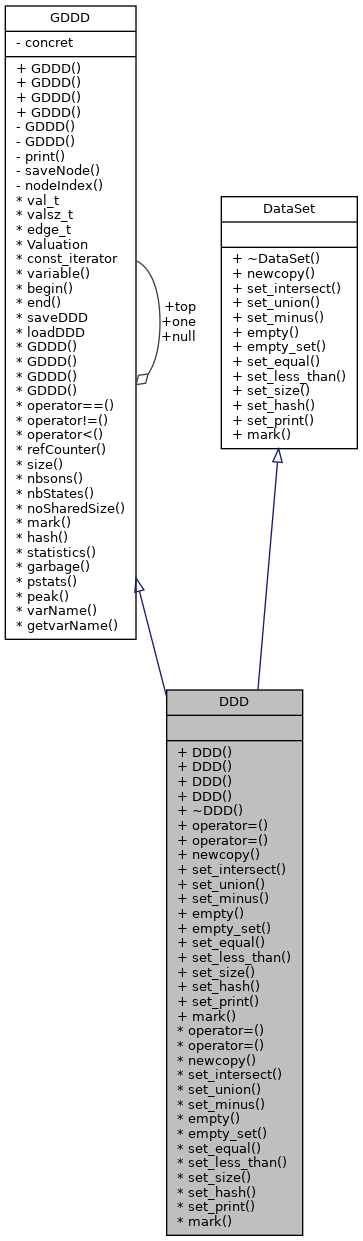 GDDD
- concret
+ GDDD()
+ GDDD()
+ GDDD()
+ GDDD()
- GDDD()
- GDDD()
- print()
- saveNode()
- nodeIndex()
* val_t
* valsz_t
* edge_t
* Valuation
* const_iterator
* variable()
* begin()
* end()
* saveDDD
* loadDDD
* GDDD()
* GDDD()
* GDDD()
* GDDD()
* operator==()
* operator!=()
* operator<()
* refCounter()
* size()
* nbsons()
* nbStates()
* noSharedSize()
* mark()
* hash()
* statistics()
* garbage()
* pstats()
* peak()
* varName()
* getvarName()
+top
+one
+null
DataSet
+ ~DataSet()
+ newcopy()
+ set_intersect()
+ set_union()
+ set_minus()
+ empty()
+ empty_set()
+ set_equal()
+ set_less_than()
+ set_size()
+ set_hash()
+ set_print()
+ mark()
DDD
+ DDD()
+ DDD()
+ DDD()
+ DDD()
+ ~DDD()
+ operator=()
+ operator=()
+ newcopy()
+ set_intersect()
+ set_union()
+ set_minus()
+ empty()
+ empty_set()
+ set_equal()
+ set_less_than()
+ set_size()
+ set_hash()
+ set_print()
+ mark()
* operator=()
* operator=()
* newcopy()
* set_intersect()
* set_union()
* set_minus()
* empty()
* empty_set()
* set_equal()
* set_less_than()
* set_size()
* set_hash()
* set_print()
* mark()